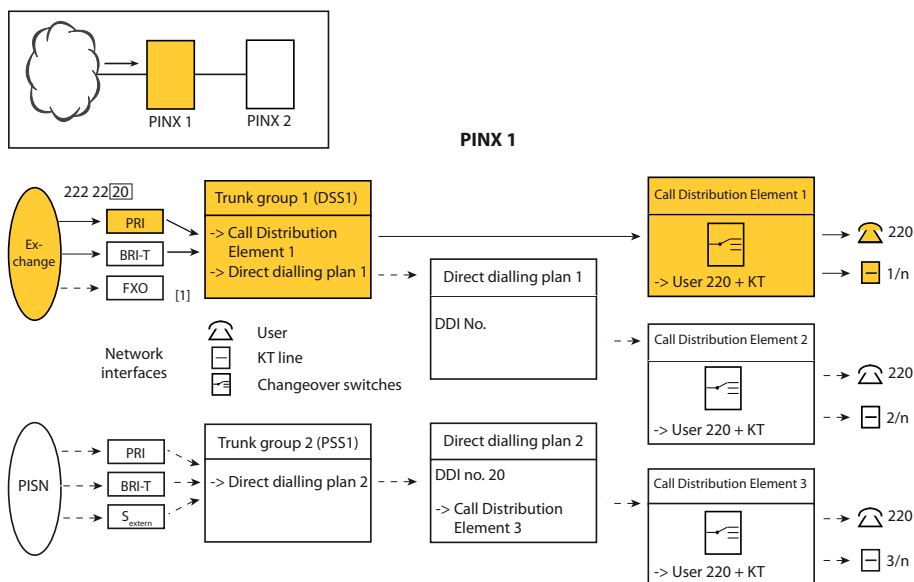 PINX 1
PINX 2
PINX 1
222 22 20
Ex-
change
PRI
BRI-T
FXO
[1]
Trunk group 1 (DSS1)
-> Call Distribution
Element 1
-> Direct dialling plan 1
Direct dialling plan 1
DDI No.
Call Distribution Element 1
-> User 220 + KT
220
1/n
Network
interfaces
User
KT line
Changeover switches
Call Distribution Element 2
-> User 220 + KT
220
2/n
PISN
PRI
BRI-T
Sextern
Trunk group 2 (PSS1)
-> Direct dialling plan 2
Direct dialling plan 2
DDI no. 20
-> Call Distribution
Element 3
Call Distribution Element 3
-> User 220 + KT
220
3/n